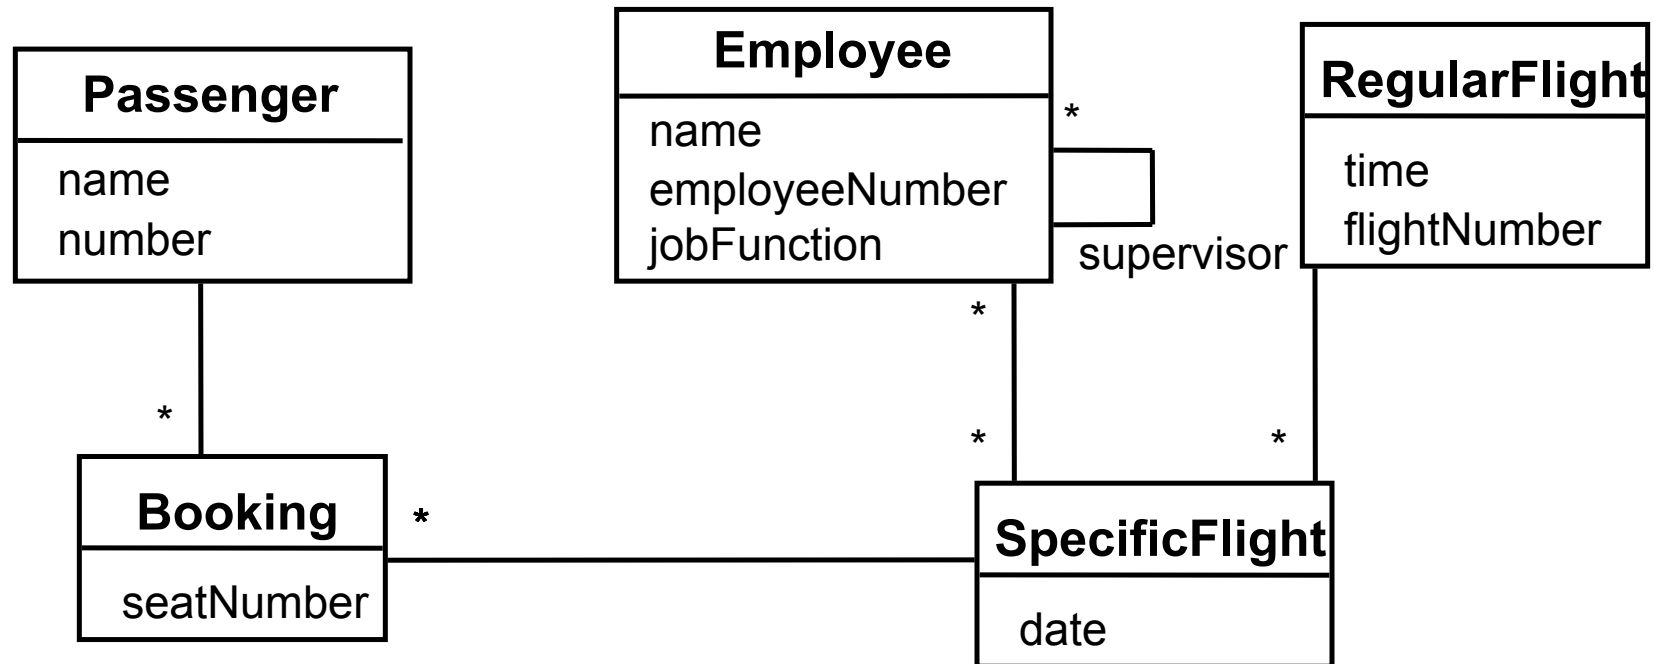 Passenger
name
number
Employee
name
employeeNumber
jobFunction
*
supervisor
RegularFlight
time
flightNumber
*
*
*
*
Booking
seatNumber
*
SpecificFlight
date